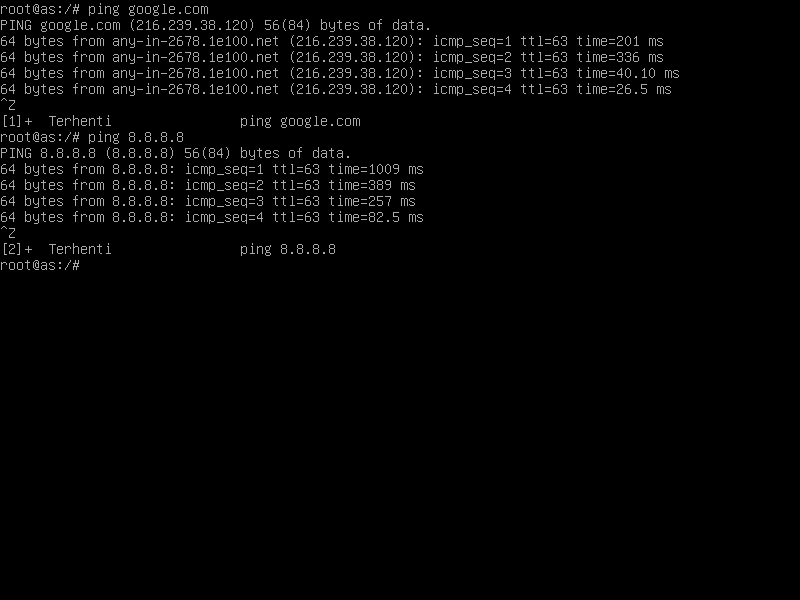 root@as:/# ping google.com
PING google.com (216.239.38.120) 56(84) bytes of data.
64 bytes from any-in-2678.1e100.net (216.239.38.120): icmp_seq=1 ttl=63 time=201 ms
64 bytes from any-in-2678.1e100.net (216.239.38.120): icmp_seq=2 ttl=63 time=336 ms
64 bytes from any-in-2678.1e100.net (216.239.38.120): icmp_seq=3 ttl=63 time=40.10 ms
64 bytes from any-in-2678.1e100.net (216.239.38.120): icmp_seq=4 ttl=63 time=26.5 ms
^Z
[1]+  Terhenti                ping google.com
root@as:/# ping 8.8.8.8
PING 8.8.8.8 (8.8.8.8) 56(84) bytes of data.
64 bytes from 8.8.8.8: icmp_seq=1 ttl=63 time=1009 ms
64 bytes from 8.8.8.8: icmp_seq=2 ttl=63 time=389 ms
64 bytes from 8.8.8.8: icmp_seq=3 ttl=63 time=257 ms
64 bytes from 8.8.8.8: icmp_seq=4 ttl=63 time=82.5 ms
^Z
[2]+  Terhenti                ping 8.8.8.8
root@as:/#